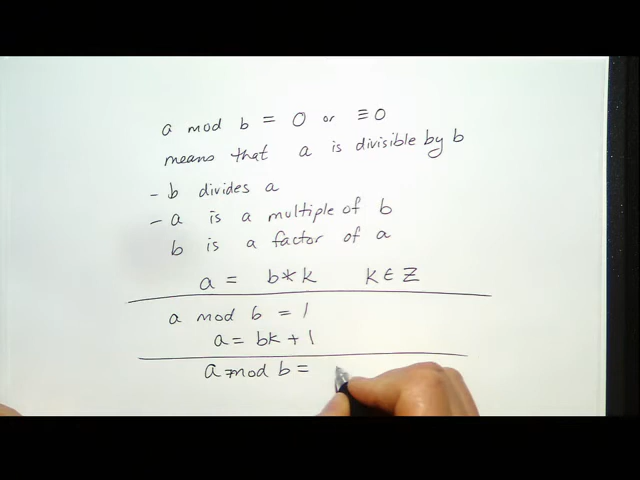 a mod b = 0 or ≡ 0
means that a is divisible by b
- b divides a
- a is a multiple of b
b is a factor of a
a = b*k k ∈ Z
a mod b = 1
a = bk + 1
a mod b =